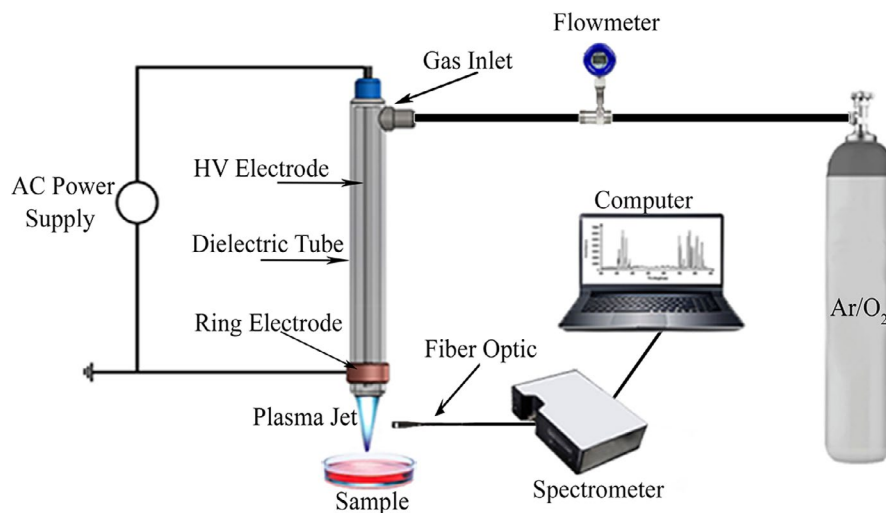 Flowmeter
Gas Inlet
HV Electrode
AC Power
Supply
Computer
Dielectric Tube
Ar/O₂
Ring Electrode
Fiber Optic
Plasma Jet
Sample
Spectrometer